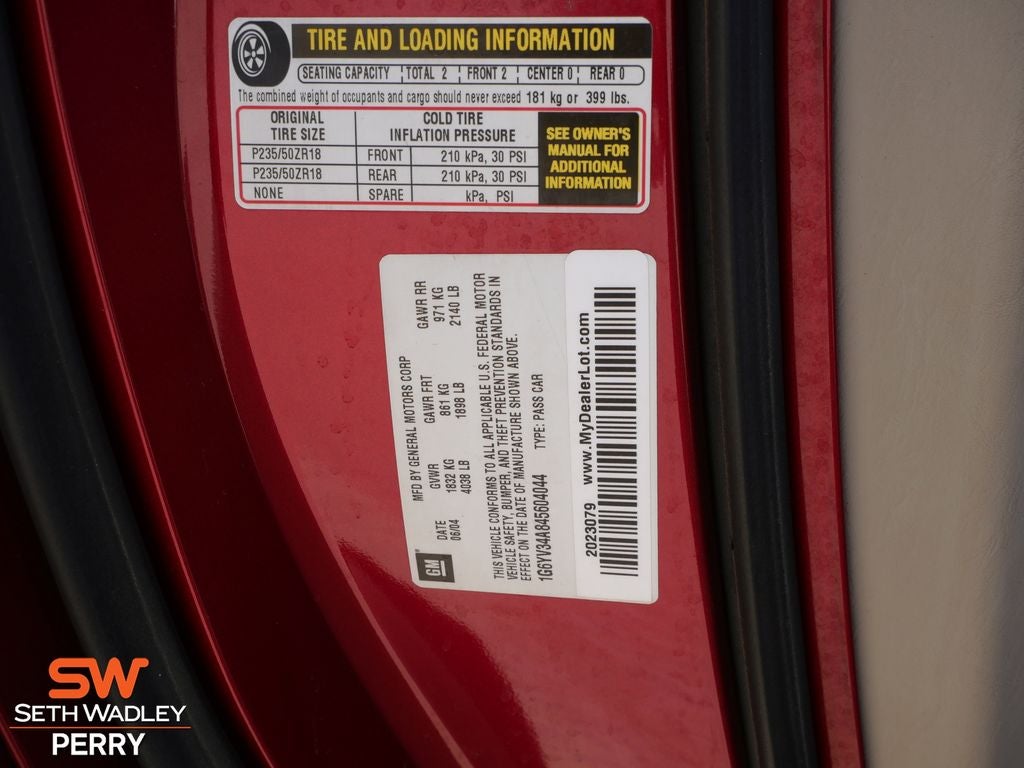 TIRE AND LOADING INFORMATION
SEATING CAPACITY TOTAL 2 FRONT 2 CENTER 0 REAR 0
The combined weight of occupants and cargo should never exceed 181 kg or 399 lbs.
ORIGINAL TIRE SIZE COLD TIRE INFLATION PRESSURE
P235/50ZR18 FRONT 210 kPa, 30 PSI
P235/50ZR18 REAR 210 kPa, 30 PSI
NONE SPARE kPa, PSI
SEE OWNER'S
MANUAL FOR
ADDITIONAL
INFORMATION
GM
MFD BY GENERAL MOTORS CORP
DATE GVWR GAWR FRT GAWR RR
06/04 1832 KG 861 KG 971 KG
4038 LB 1898 LB 2140 LB
THIS VEHICLE CONFORMS TO ALL APPLICABLE U.S. FEDERAL MOTOR
VEHICLE SAFETY, BUMPER, AND THEFT PREVENTION STANDARDS IN
EFFECT ON THE DATE OF MANUFACTURE SHOWN ABOVE.
1G6YV34A845604044 TYPE: PASS CAR
2023079 www.MyDealerLot.com
SW
SETH WADLEY
PERRY